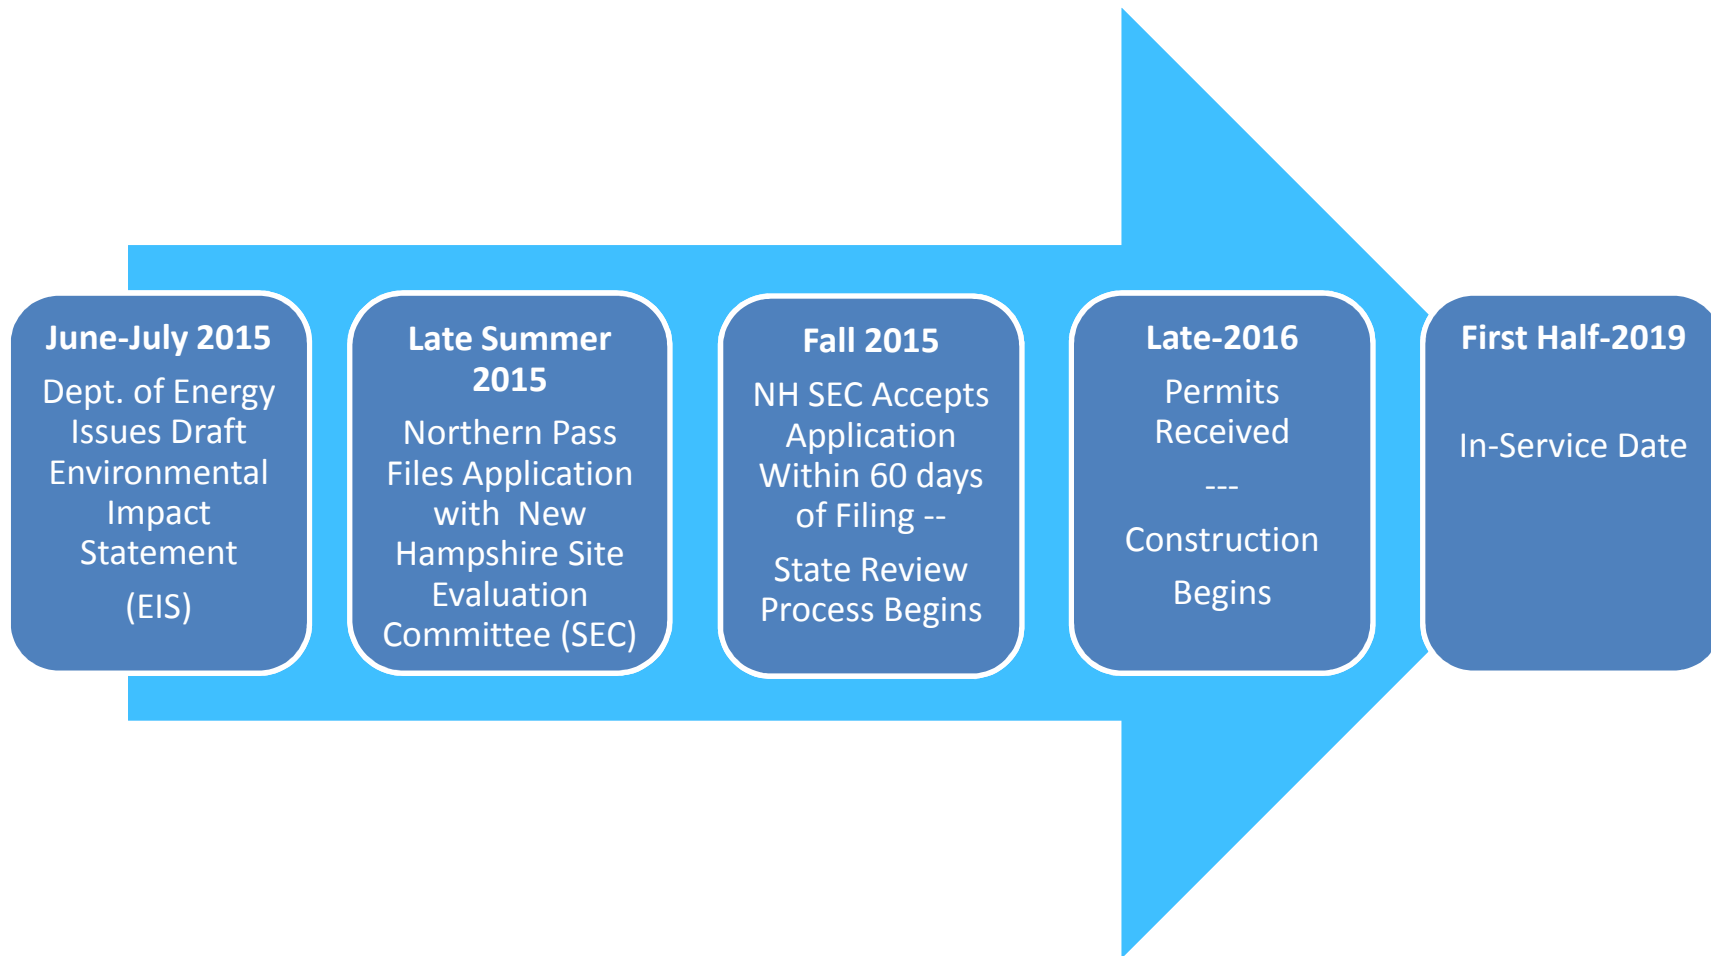 June-July 2015
Dept. of Energy
Issues Draft
Environmental
Impact
Statement
(EIS)
Late Summer
2015
Northern Pass
Files Application
with New
Hampshire Site
Evaluation
Committee (SEC)
Fall 2015
NH SEC Accepts
Application
Within 60 days
of Filing --
State Review
Process Begins
Late-2016
Permits
Received
---
Construction
Begins
First Half-2019
In-Service Date